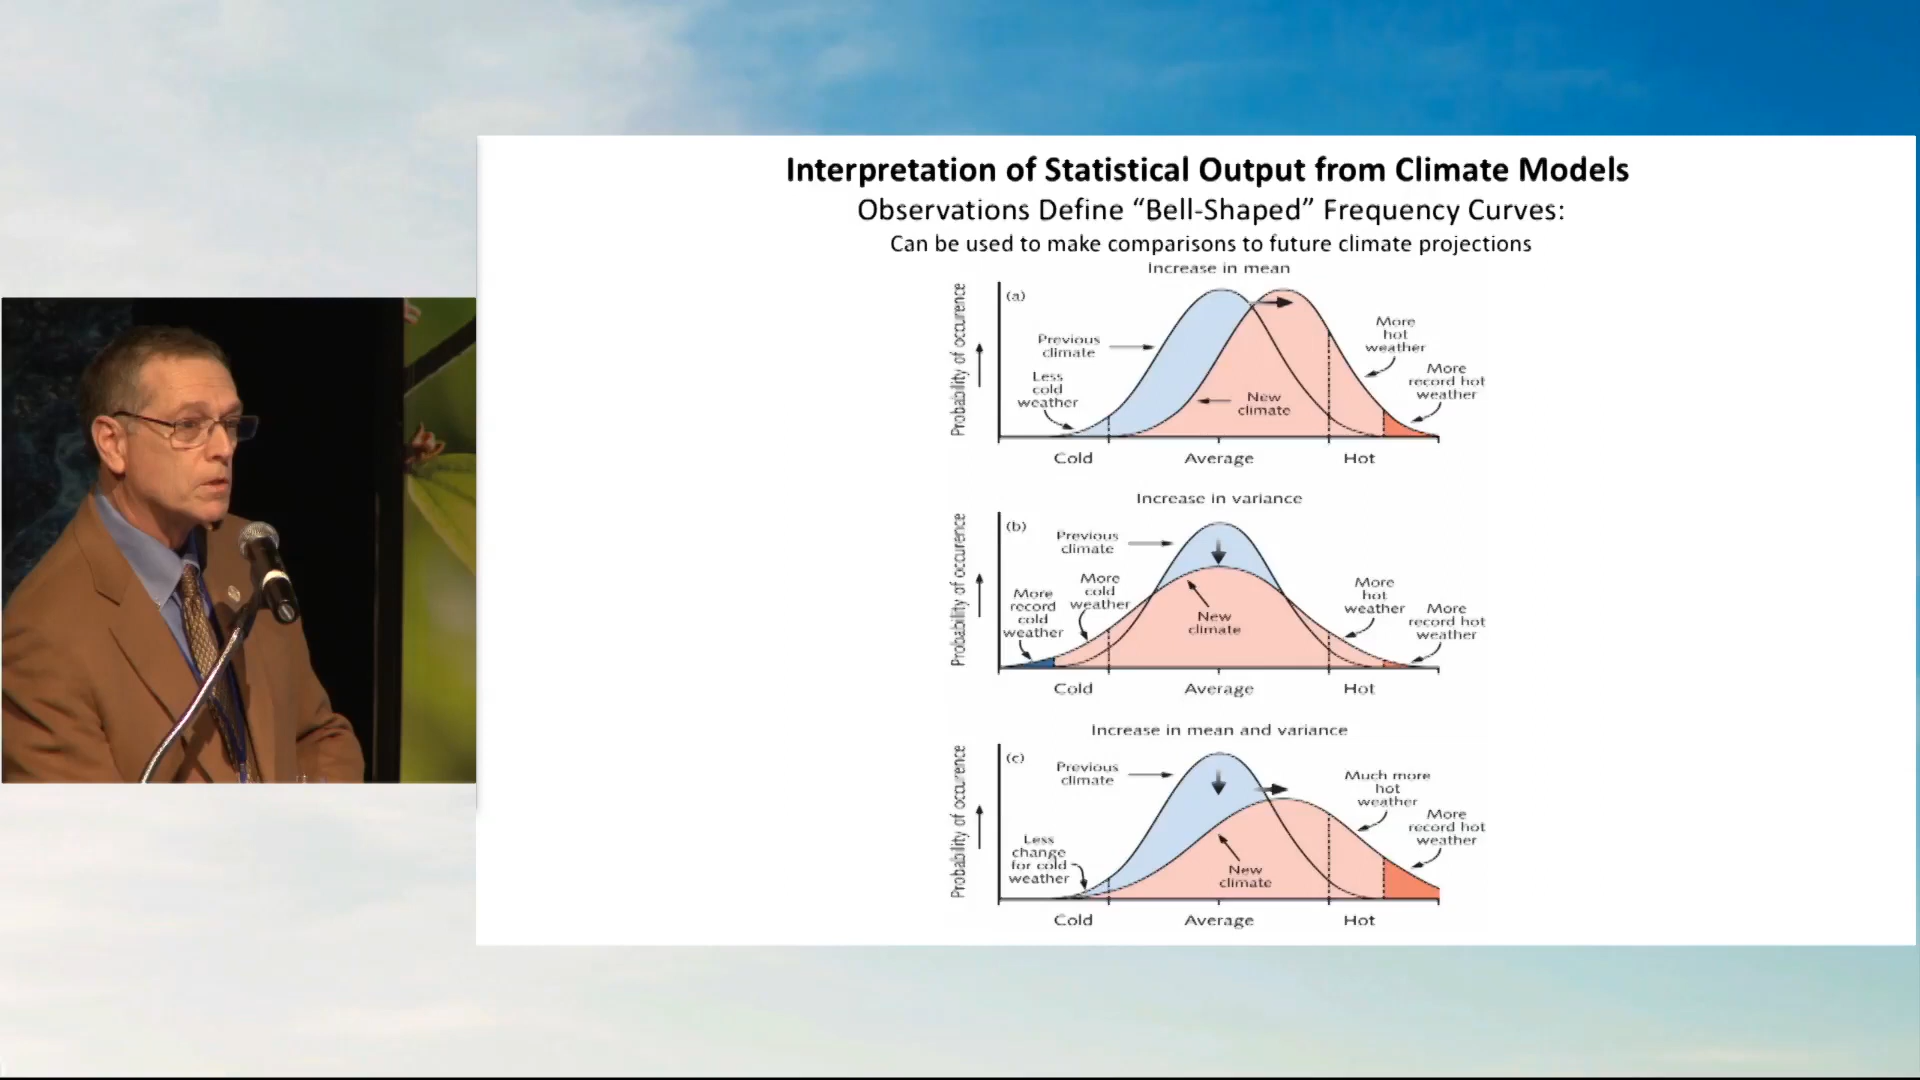 Interpretation of Statistical Output from Climate Models
Observations Define “Bell-Shaped” Frequency Curves:
Can be used to make comparisons to future climate projections
Increase in mean
(a)
Probability of occurence
Previous
climate
Less
cold
weather
New
climate
More
hot
weather
More
record hot
weather
Cold
Average
Hot
Increase in variance
(b)
Probability of occurence
Previous
climate
More
record
cold
weather
More
cold
weather
New
climate
More
hot
weather
More
record hot
weather
Cold
Average
Hot
Increase in mean and variance
(c)
Probability of occurence
Previous
climate
Less
change
for cold
weather
New
climate
Much more
hot
weather
More
record hot
weather
Cold
Average
Hot